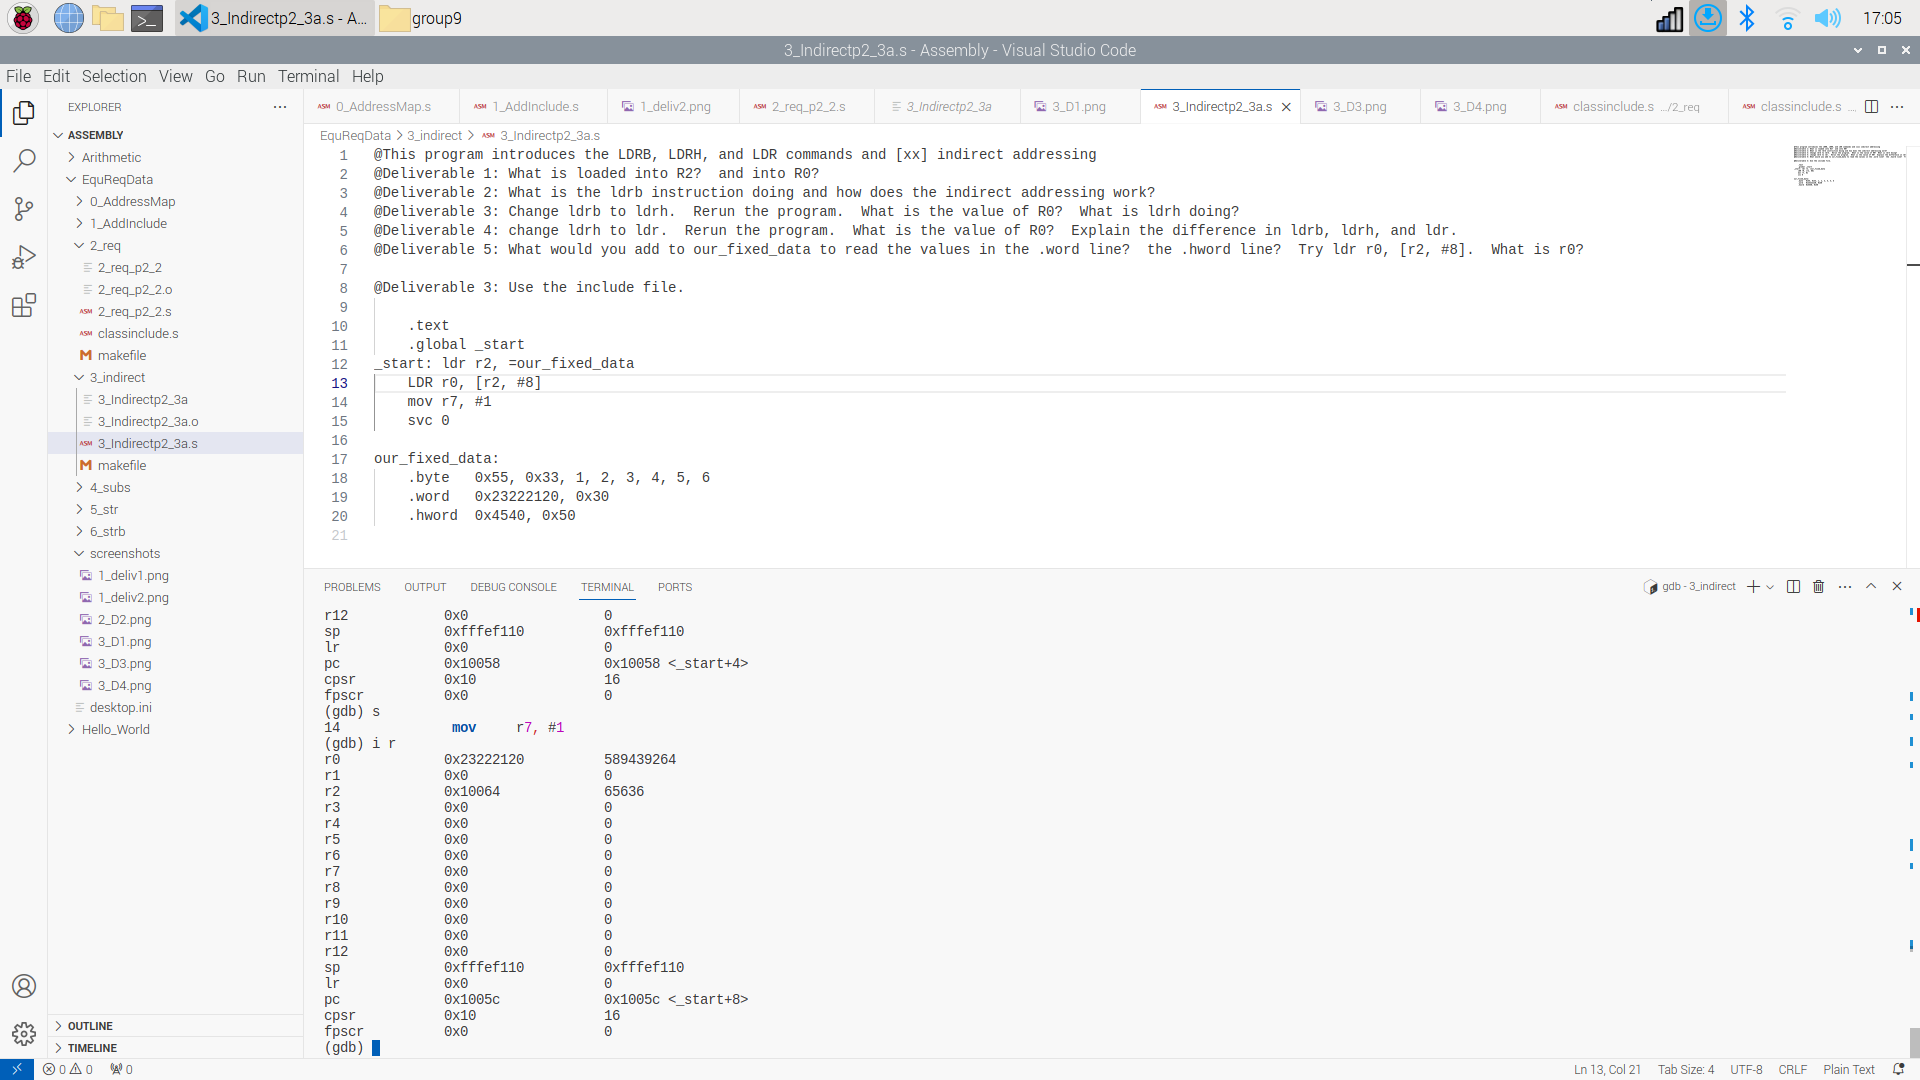 3_Indirectp2_3a.s - A...
group9
17:05
3_Indirectp2_3a.s - Assembly - Visual Studio Code
File Edit Selection View Go Run Terminal Help
EXPLORER
ASSEMBLY
Arithmetic
EquReqData
0_AddressMap
1_AddInclude
2_req
2_req_p2_2
2_req_p2_2.o
ASM 2_req_p2_2.s
ASM classinclude.s
M makefile
3_indirect
3_Indirectp2_3a
3_Indirectp2_3a.o
ASM 3_Indirectp2_3a.s
M makefile
4_subs
5_str
6_strb
screenshots
1_deliv1.png
1_deliv2.png
2_D2.png
3_D1.png
3_D3.png
3_D4.png
desktop.ini
Hello_World
OUTLINE
TIMELINE
ASM 0_AddressMap.s ASM 1_AddInclude.s 1_deliv2.png ASM 2_req_p2_2.s 3_Indirectp2_3a 3_D1.png ASM 3_Indirectp2_3a.s 3_D3.png 3_D4.png ASM classinclude.s .../2_req ASM classinclude.s ...
EquReqData > 3_indirect > ASM 3_Indirectp2_3a.s
1 @This program introduces the LDRB, LDRH, and LDR commands and [xx] indirect addressing
2 @Deliverable 1: What is loaded into R2?  and into R0?
3 @Deliverable 2: What is the ldrb instruction doing and how does the indirect addressing work?
4 @Deliverable 3: Change ldrb to ldrh.  Rerun the program.  What is the value of R0?  What is ldrh doing?
5 @Deliverable 4: change ldrh to ldr.  Rerun the program.  What is the value of R0?  Explain the difference in ldrb, ldrh, and ldr.
6 @Deliverable 5: What would you add to our_fixed_data to read the values in the .word line?  the .hword line?  Try ldr r0, [r2, #8].  What is r0?
7
8 @Deliverable 3: Use the include file.
9
10     .text
11     .global _start
12 _start: ldr r2, =our_fixed_data
13     LDR r0, [r2, #8]
14     mov r7, #1
15     svc 0
16
17 our_fixed_data:
18     .byte   0x55, 0x33, 1, 2, 3, 4, 5, 6
19     .word   0x23222120, 0x30
20     .hword  0x4540, 0x50
21
PROBLEMS OUTPUT DEBUG CONSOLE TERMINAL PORTS
gdb - 3_indirect
r12 0x0 0
sp 0xfffef110 0xfffef110
lr 0x0 0
pc 0x10058 0x10058 <_start+4>
cpsr 0x10 16
fpscr 0x0 0
(gdb) s
14 mov r7, #1
(gdb) i r
r0 0x23222120 589439264
r1 0x0 0
r2 0x10064 65636
r3 0x0 0
r4 0x0 0
r5 0x0 0
r6 0x0 0
r7 0x0 0
r8 0x0 0
r9 0x0 0
r10 0x0 0
r11 0x0 0
r12 0x0 0
sp 0xfffef110 0xfffef110
lr 0x0 0
pc 0x1005c 0x1005c <_start+8>
cpsr 0x10 16
fpscr 0x0 0
(gdb)
0 0 0 Ln 13, Col 21 Tab Size: 4 UTF-8 CRLF Plain Text